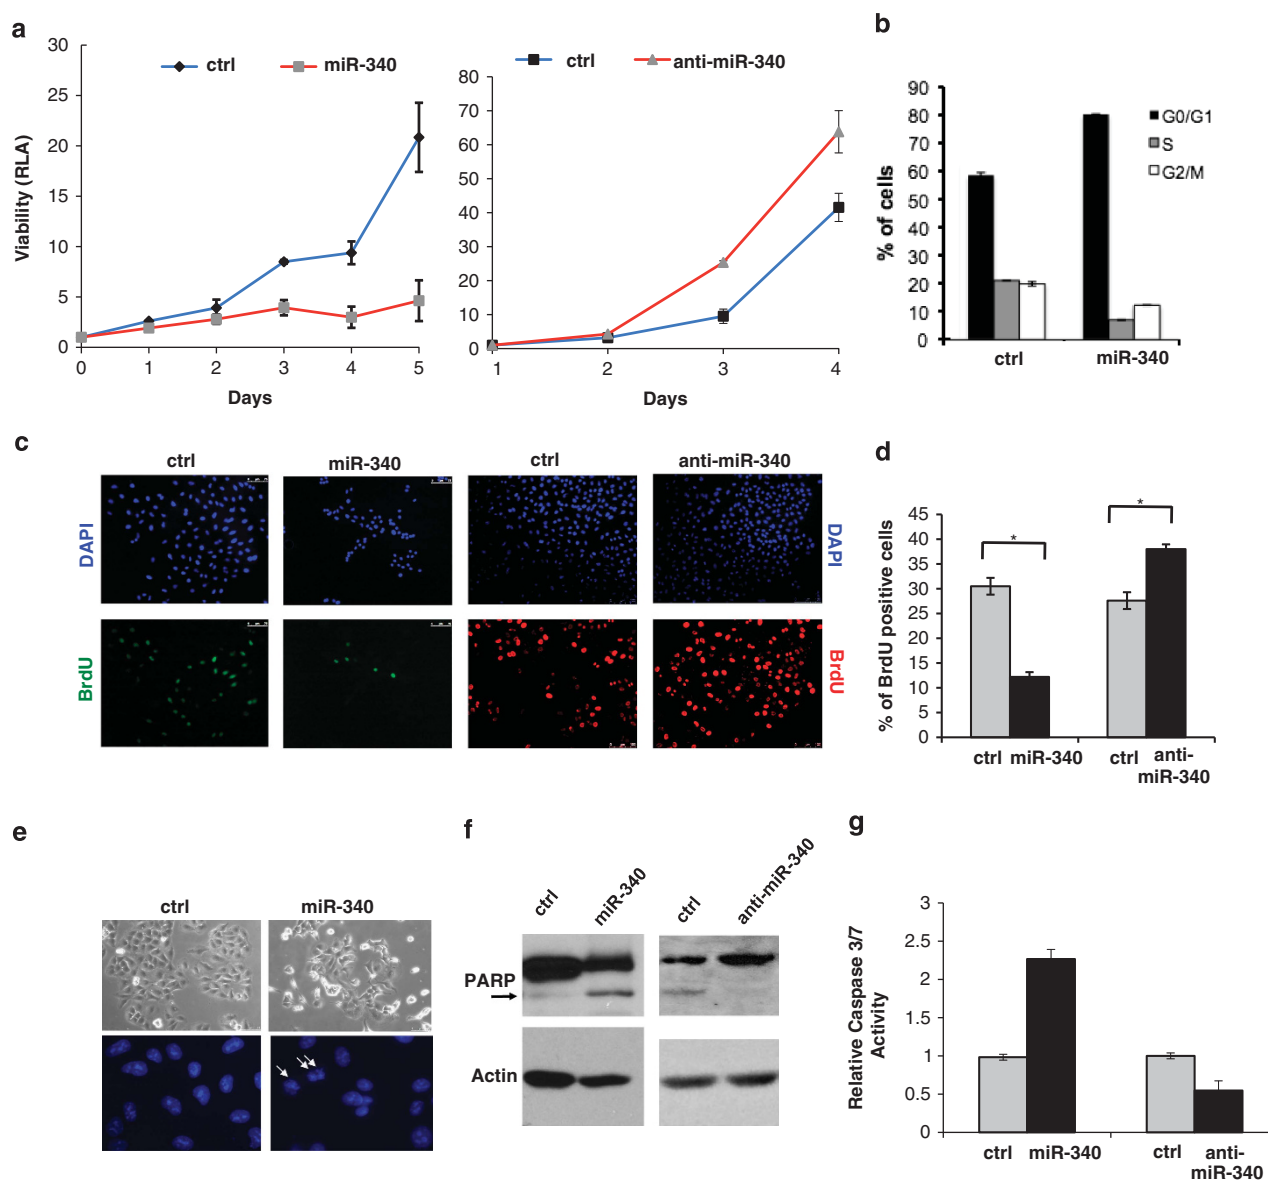 a
ctrl
miR-340
30
25
20
15
10
5
0
Viability (RLA)
0 1 2 3 4 5
Days
ctrl
anti-miR-340
80
70
60
50
40
30
20
10
0
1 2 3 4
Days
b
90
80
70
60
50
40
30
20
10
0
% of cells
G0/G1
S
G2/M
ctrl miR-340
c
ctrl miR-340 ctrl anti-miR-340
DAPI
DAPI
BrdU
BrdU
d
45
40
35
30
25
20
15
10
5
0
% of BrdU positive cells
*
*
ctrl miR-340 ctrl anti-
miR-340
e
ctrl miR-340
f
ctrl miR-340 ctrl anti-miR-340
PARP
Actin
g
3
2.5
2
1.5
1
0.5
0
Relative Caspase 3/7
Activity
ctrl miR-340 ctrl anti-
miR-340